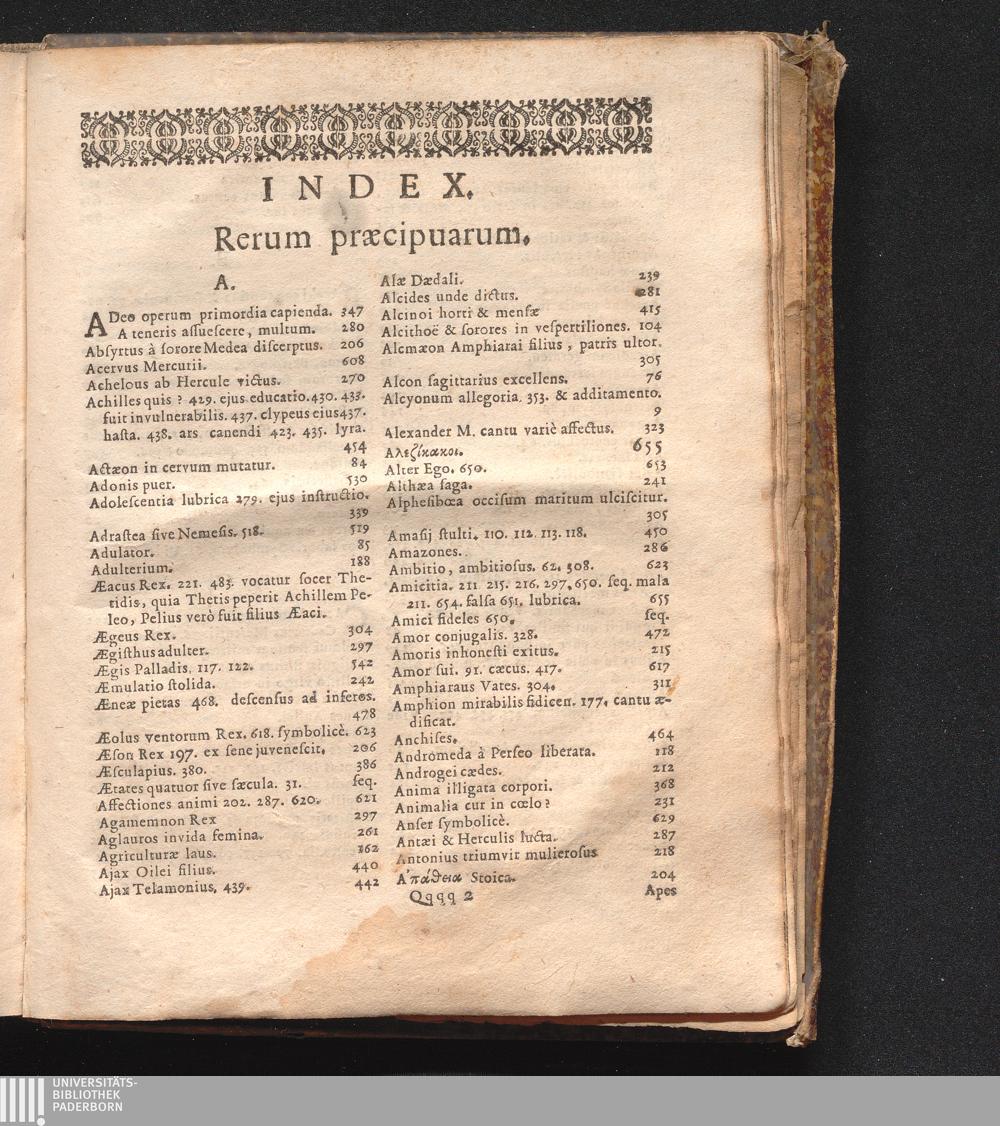 INDEX.
Rerum præcipuarum.
A.
ADeo operum primordia capienda. 347
A teneris aſſueſcere, multum. 280
Abſyrtus à ſorore Medea diſcerptus. 206
Acervus Mercurii. 608
Achelous ab Hercule victus. 270
Achilles quis? 429. ejus educatio. 430. 433.
fuit invulnerabilis. 437. clypeus eius 437.
haſta. 438. ars canendi 423. 435. lyra.
454
Actæon in cervum mutatur. 84
Adonis puer. 530
Adoleſcentia lubrica 279. ejus inſtructio.
339
Adraſtea ſive Nemeſis. 518. 519
Adulator. 85
Adulterium. 188
Æacus Rex. 221. 483. vocatur ſocer The-
tidis, quia Thetis peperit Achillem Pe-
leo, Pelius verò fuit filius Æaci.
Ægeus Rex. 304
Ægiſthus adulter. 297
Ægis Palladis. 117. 122. 542
Æmulatio ſtolida. 242
Æneæ pietas 468. deſcenſus ad inferos.
478
Æolus ventorum Rex. 618. ſymbolicè. 623
Æſon Rex 197. ex ſene juveneſcit. 206
Æſculapius. 380. 386
Ætates quatuor ſive ſæcula. 31. ſeq.
Affectiones animi 202. 287. 620. 621
Agamemnon Rex 297
Aglauros invida femina. 261
Agriculturæ laus. 162
Ajax Oilei filius. 440
Ajax Telamonius, 439. 442
Alæ Dædali. 239
Alcides unde dictus. 281
Alcinoi horti & menſæ 415
Alcithoë & ſorores in veſpertiliones. 104
Alcmæon Amphiarai filius, patris ultor.
305
Alcon ſagittarius excellens. 76
Alcyonum allegoria. 353. & additamento.
9
Alexander M. cantu variè affectus. 323
Αλεξίκακοι. 655
Alter Ego. 650. 653
Althæa ſaga. 241
Alpheſibœa occiſum maritum ulciſcitur.
305
Amaſij ſtulti. 110. 112. 113. 118. 450
Amazones. 286
Ambitio, ambitioſus. 62. 308. 623
Amicitia. 211. 215. 216. 297. 650. ſeq. mala
211. 654. falſa 651. lubrica. 655
Amici fideles 650. ſeq.
Amor conjugalis. 328. 472
Amoris inhoneſti exitus. 215
Amor ſui. 91. cæcus. 417. 617
Amphiaraus Vates. 304. 311
Amphion mirabilis fidicen. 177. cantu æ-
dificat.
Anchiſes. 464
Andromeda à Perſeo liberata. 118
Androgei cædes. 212
Anima illigata corpori. 368
Animalia cur in cœlo? 231
Anſer ſymbolicè. 629
Antæi & Herculis lucta. 287
Antonius triumvir mulieroſus 218
Α'πάθεια Stoica. 204
Qqqq 2 Apes
UNIVERSITÄTS-
BIBLIOTHEK
PADERBORN